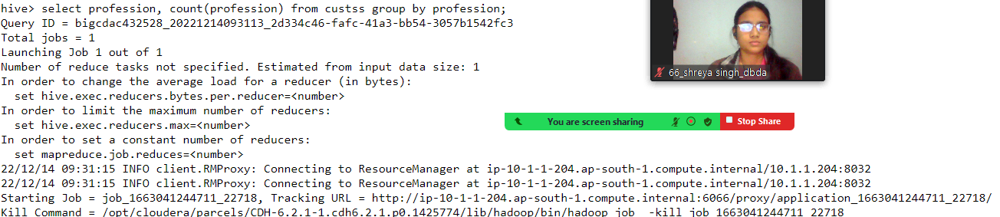 hive> select profession, count(profession) from custss group by profession;
Query ID = bigcdac432528_20221214093113_2d334c46-fafc-41a3-bb54-3057b1542fc3
Total jobs = 1
Launching Job 1 out of 1
Number of reduce tasks not specified. Estimated from input data size: 1
In order to change the average load for a reducer (in bytes):
  set hive.exec.reducers.bytes.per.reducer=<number>
In order to limit the maximum number of reducers:
  set hive.exec.reducers.max=<number>
In order to set a constant number of reducers:
  set mapreduce.job.reduces=<number>
22/12/14 09:31:15 INFO client.RMProxy: Connecting to ResourceManager at ip-10-1-1-204.ap-south-1.compute.internal/10.1.1.204:8032
22/12/14 09:31:15 INFO client.RMProxy: Connecting to ResourceManager at ip-10-1-1-204.ap-south-1.compute.internal/10.1.1.204:8032
Starting Job = job_1663041244711_22718, Tracking URL = http://ip-10-1-1-204.ap-south-1.compute.internal:6066/proxy/application_1663041244711_22718/
Kill Command = /opt/cloudera/parcels/CDH-6.2.1-1.cdh6.2.1.p0.1425774/lib/hadoop/bin/hadoop job  -kill job_1663041244711_22718
66_shreya singh_dbda
You are screen sharing
Stop Share